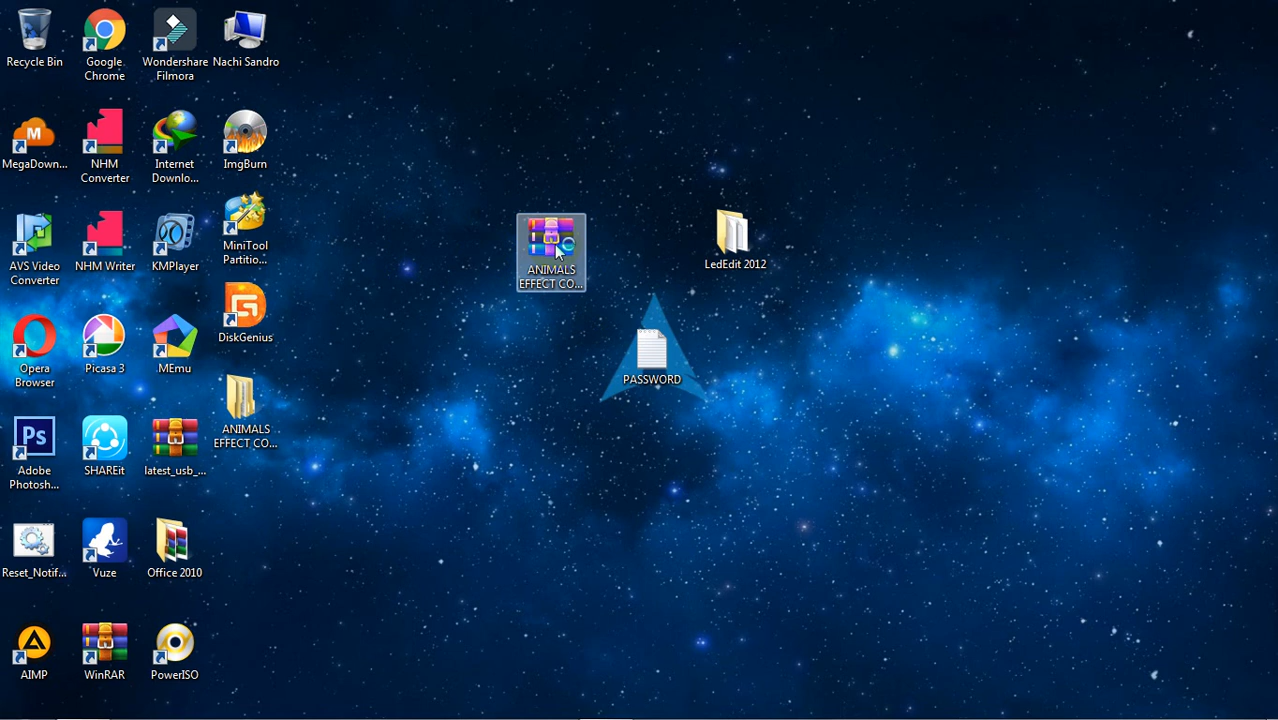 Recycle Bin
Google
Chrome
Wondershare
Filmora
Nachi Sandro
MegaDown...
NHM
Converter
Internet
Downlo...
ImgBurn
AVS Video
Converter
NHM Writer
KMPlayer
MiniTool
Partitio...
Opera
Browser
Picasa 3
MEmu
DiskGenius
Adobe
Photosh...
SHAREit
latest_usb_...
ANIMALS
EFFECT CO...
Reset_Notif...
Vuze
Office 2010
AIMP
WinRAR
PowerISO
ANIMALS
EFFECT CO...
LedEdit 2012
PASSWORD
M
Ps